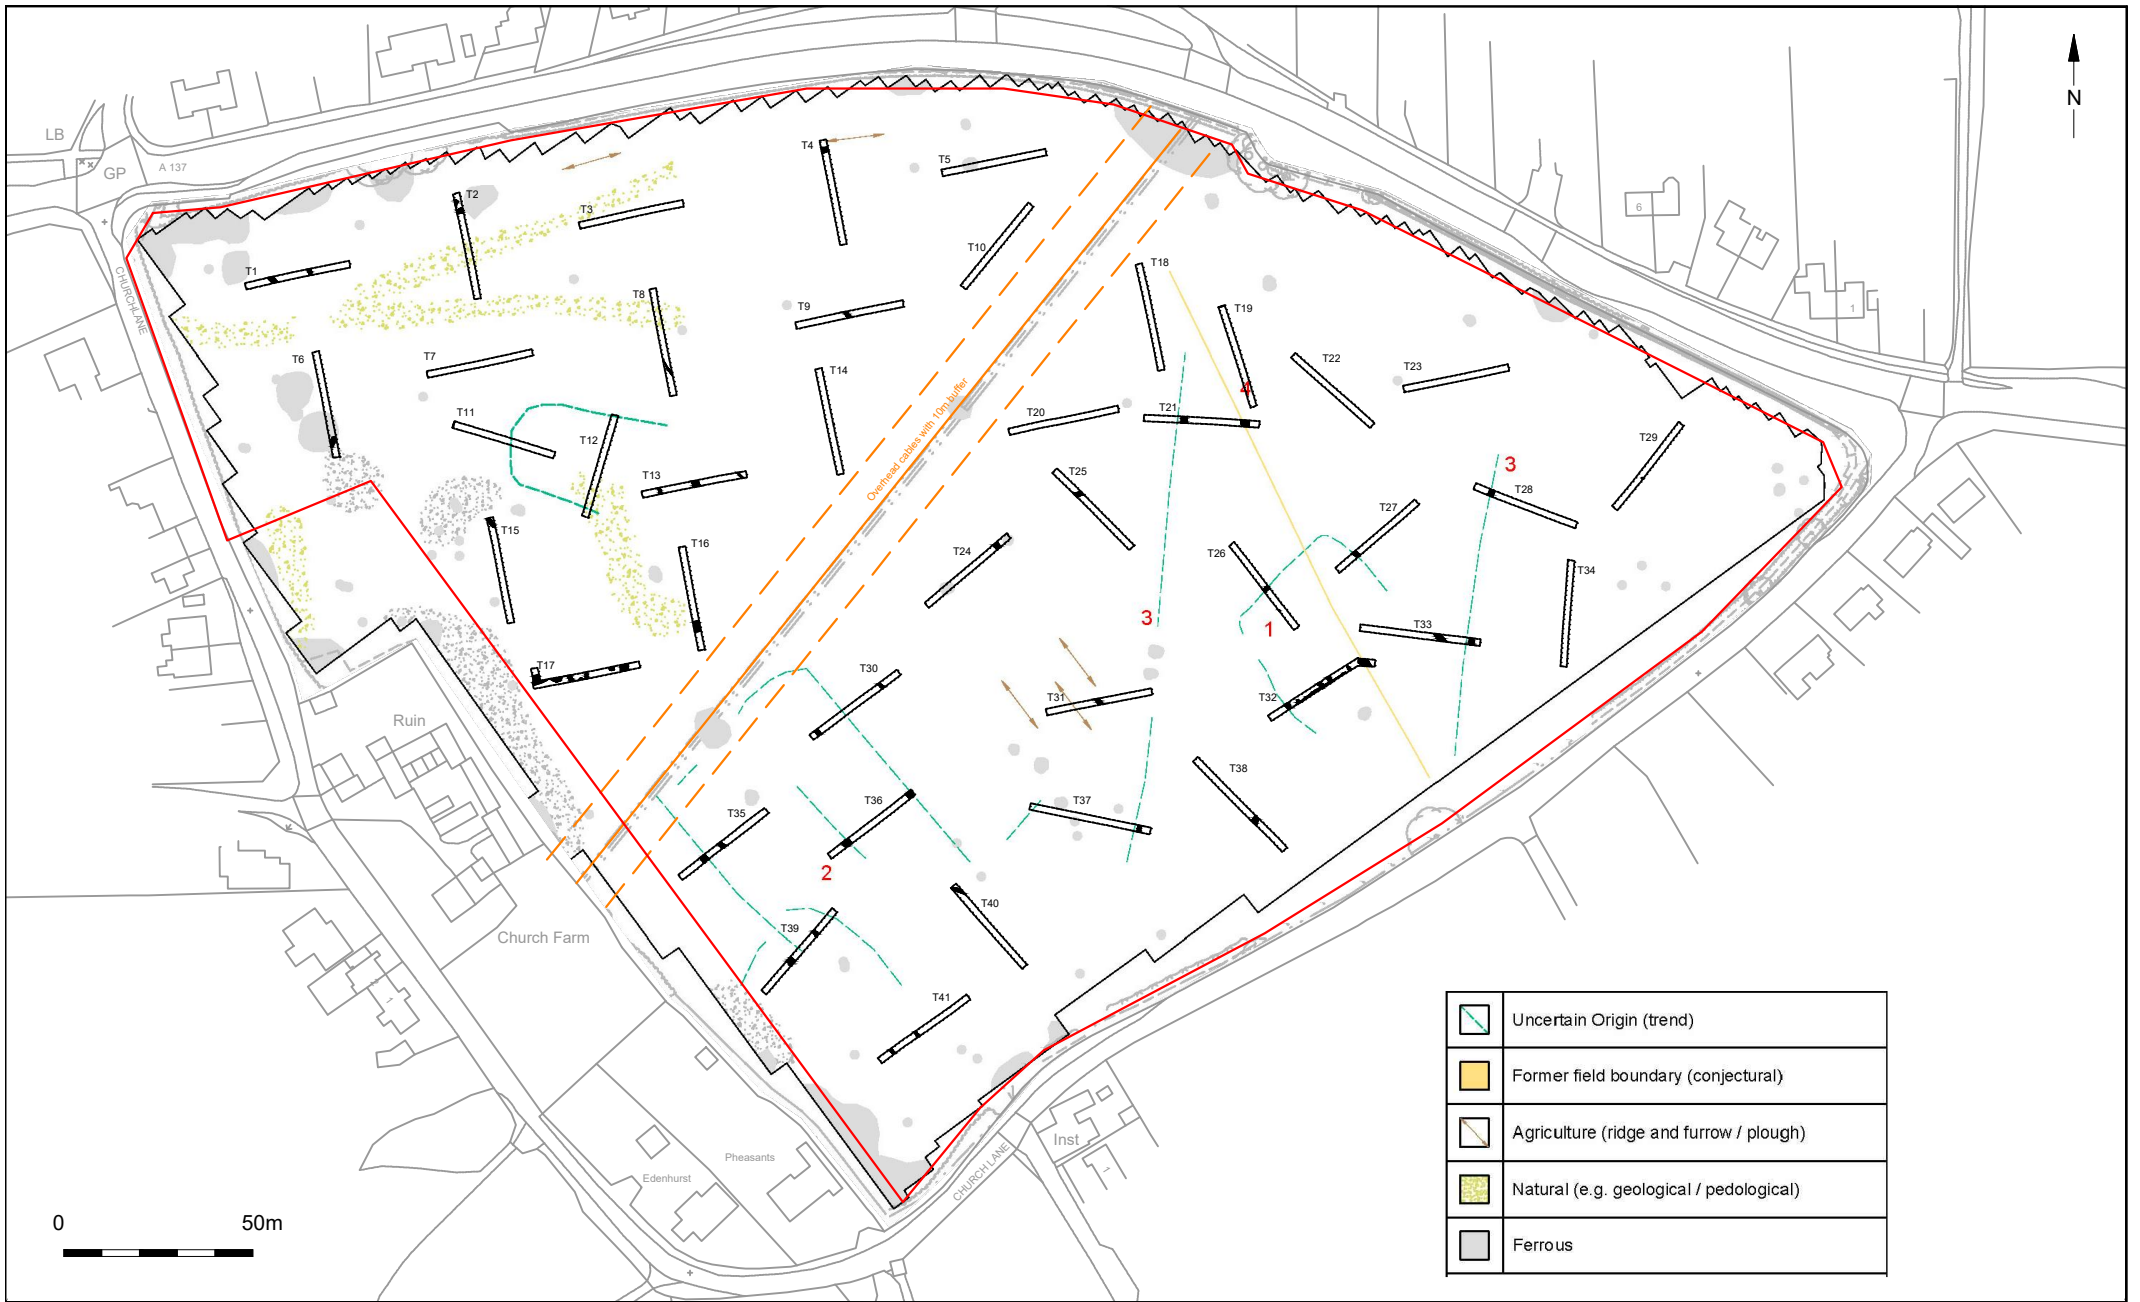 LB
GP
A 137
N
T4
T5
T2
T3
6
T10
T1
CHURCHLANE
T18
T8
T9
T19
1
T6
T7
T22
T23
T14
4
Overhead cables with 10m buffer
T11
T20
T21
T12
T29
T13
3
T25
T28
T15
T27
T16
T24
T26
T34
3
1
T33
T17
T30
T31
T32
Ruin
T38
T35
T36
T37
2
T40
T39
Church Farm
T41
1
Uncertain Origin (trend)
Former field boundary (conjectural)
Agriculture (ridge and furrow / plough)
Natural (e.g. geological / pedological)
Ferrous
Inst
1
CHURCH LANE
Pheasants
Edenhurst
0 50m